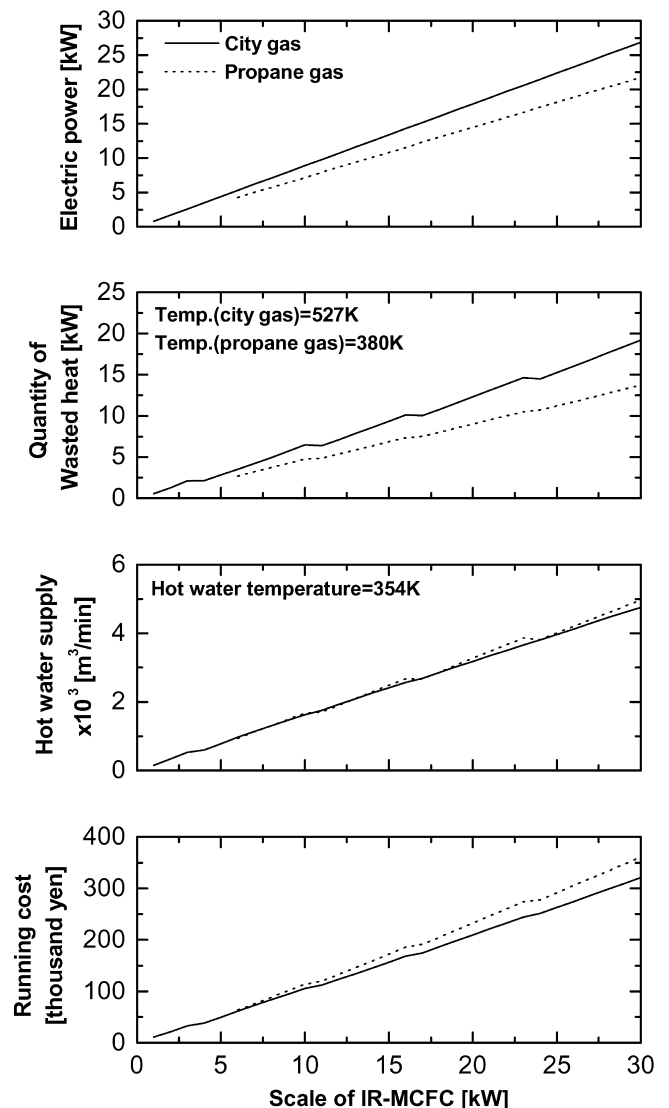 30
25
20
15
10
5
0
Electric power [kW]
City gas
Propane gas
25
20
15
10
5
0
Quantity of
Wasted heat [kW]
Temp.(city gas)=527K
Temp.(propane gas)=380K
6
4
2
0
Hot water supply
x10³ [m³/min]
Hot water temperature=354K
400
300
200
100
0
Running cost
[thousand yen]
0 5 10 15 20 25 30
Scale of IR-MCFC [kW]